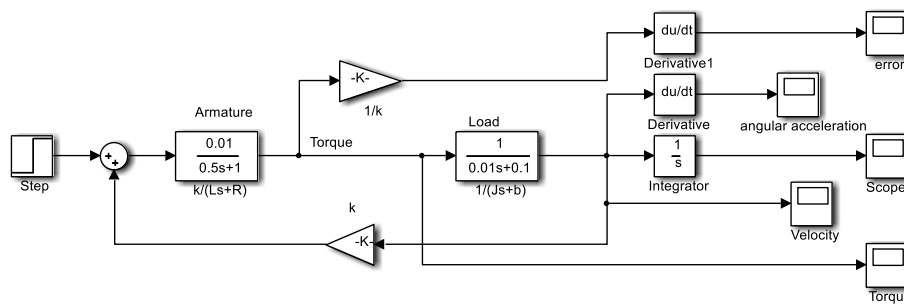 du/dt
Derivative1
error
-K-
1/k
du/dt
Derivative
angular acceleration
Armature
Load
Step
+
+
0.01
0.5s+1
k/(Ls+R)
Torque
1
0.01s+0.1
1/(Js+b)
1
s
Integrator
Scope
k
-K-
Velocity
Torqu